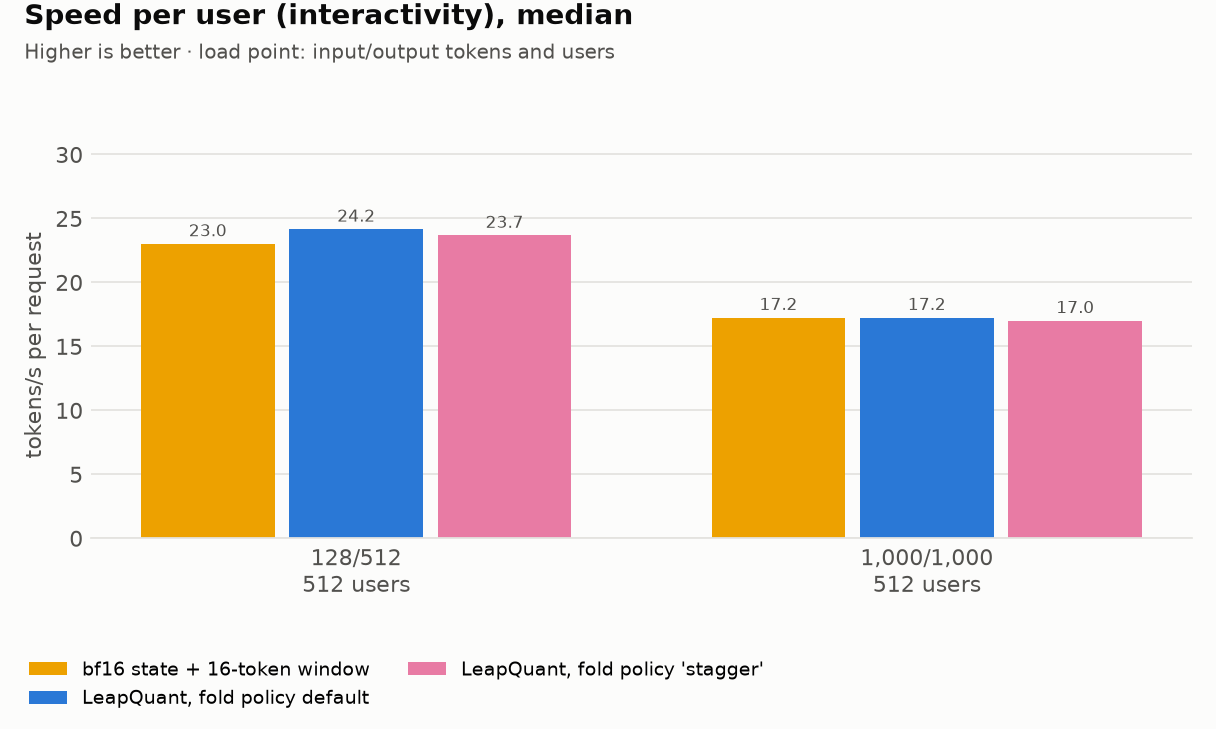 Speed per user (interactivity), median
Higher is better · load point: input/output tokens and users
tokens/s per request
30
25
20
15
10
5
0
23.0
24.2
23.7
17.2
17.2
17.0
128/512
512 users
1,000/1,000
512 users
bf16 state + 16-token window
LeapQuant, fold policy default
LeapQuant, fold policy 'stagger'